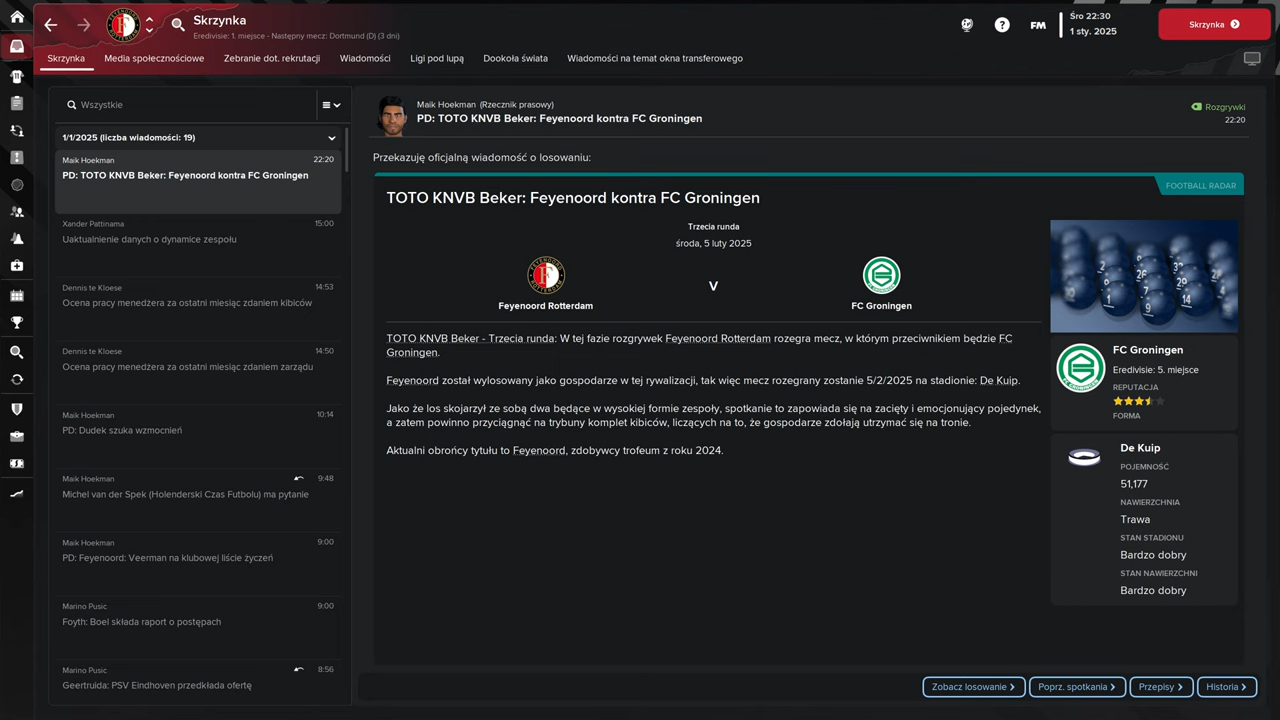 Skrzynka
Eredivisie: 1. miejsce - Następny mecz: Dortmund (D) (3 dni)
FM
Śro 22:30
1 sty. 2025
Skrzynka
Skrzynka
Media społecznościowe
Zebranie dot. rekrutacji
Wiadomości
Ligi pod lupą
Dookoła świata
Wiadomości na temat okna transferowego
Wszystkie
1/1/2025 (liczba wiadomości: 19)
Maik Hoekman 22:20
PD: TOTO KNVB Beker: Feyenoord kontra FC Groningen
Xander Pattinama 15:00
Uaktualnienie danych o dynamice zespołu
Dennis te Kloese 14:53
Ocena pracy menedżera za ostatni miesiąc zdaniem kibiców
Dennis te Kloese 14:50
Ocena pracy menedżera za ostatni miesiąc zdaniem zarządu
Maik Hoekman 10:14
PD: Dudek szuka wzmocnień
Maik Hoekman 9:48
Michel van der Spek (Holenderski Czas Futbolu) ma pytanie
Maik Hoekman 9:00
PD: Feyenoord: Veerman na klubowej liście życzeń
Marino Pusic 9:00
Foyth: Boel składa raport o postępach
Marino Pusic 8:56
Geertruida: PSV Eindhoven przedkłada ofertę
Maik Hoekman (Rzecznik prasowy)
PD: TOTO KNVB Beker: Feyenoord kontra FC Groningen
Rozgrywki
22:20
Przekazuję oficjalną wiadomość o losowaniu:
FOOTBALL RADAR
TOTO KNVB Beker: Feyenoord kontra FC Groningen
Trzecia runda
środa, 5 luty 2025
V
Feyenoord Rotterdam
FC Groningen
TOTO KNVB Beker - Trzecia runda: W tej fazie rozgrywek Feyenoord Rotterdam rozegra mecz, w którym przeciwnikiem będzie FC
Groningen.
Feyenoord został wylosowany jako gospodarze w tej rywalizacji, tak więc mecz rozegrany zostanie 5/2/2025 na stadionie: De Kuip.
Jako że los skojarzył ze sobą dwa będące w wysokiej formie zespoły, spotkanie to zapowiada się na zacięty i emocjonujący pojedynek,
a zatem powinno przyciągnąć na trybuny komplet kibiców, liczących na to, że gospodarze zdołają utrzymać się na tronie.
Aktualni obrońcy tytułu to Feyenoord, zdobywcy trofeum z roku 2024.
FC Groningen
Eredivisie: 5. miejsce
REPUTACJA
FORMA
De Kuip
POJEMNOŚĆ
51,177
NAWIERZCHNIA
Trawa
STAN STADIONU
Bardzo dobry
STAN NAWIERZCHNI
Bardzo dobry
Zobacz losowanie
Poprz. spotkania
Przepisy
Historia